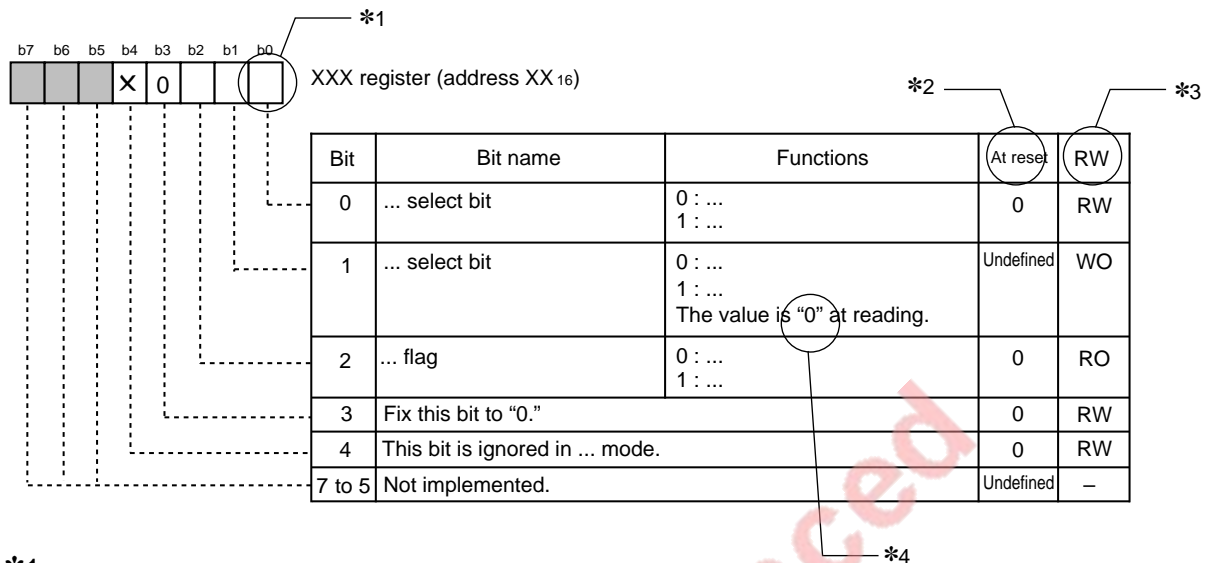 ✽1
b7 b6 b5 b4 b3 b2 b1 b0
× 0
XXX register (address XX 16)
✽2
✽3
Bit Bit name Functions At reset RW
0 ... select bit 0 : ... 0 RW
1 : ...
1 ... select bit 0 : ... Undefined WO
1 : ...
The value is “0” at reading.
2 ... flag 0 : ... 0 RO
1 : ...
3 Fix this bit to “0.” 0 RW
4 This bit is ignored in ... mode. 0 RW
7 to 5 Not implemented. Undefined –
✽4